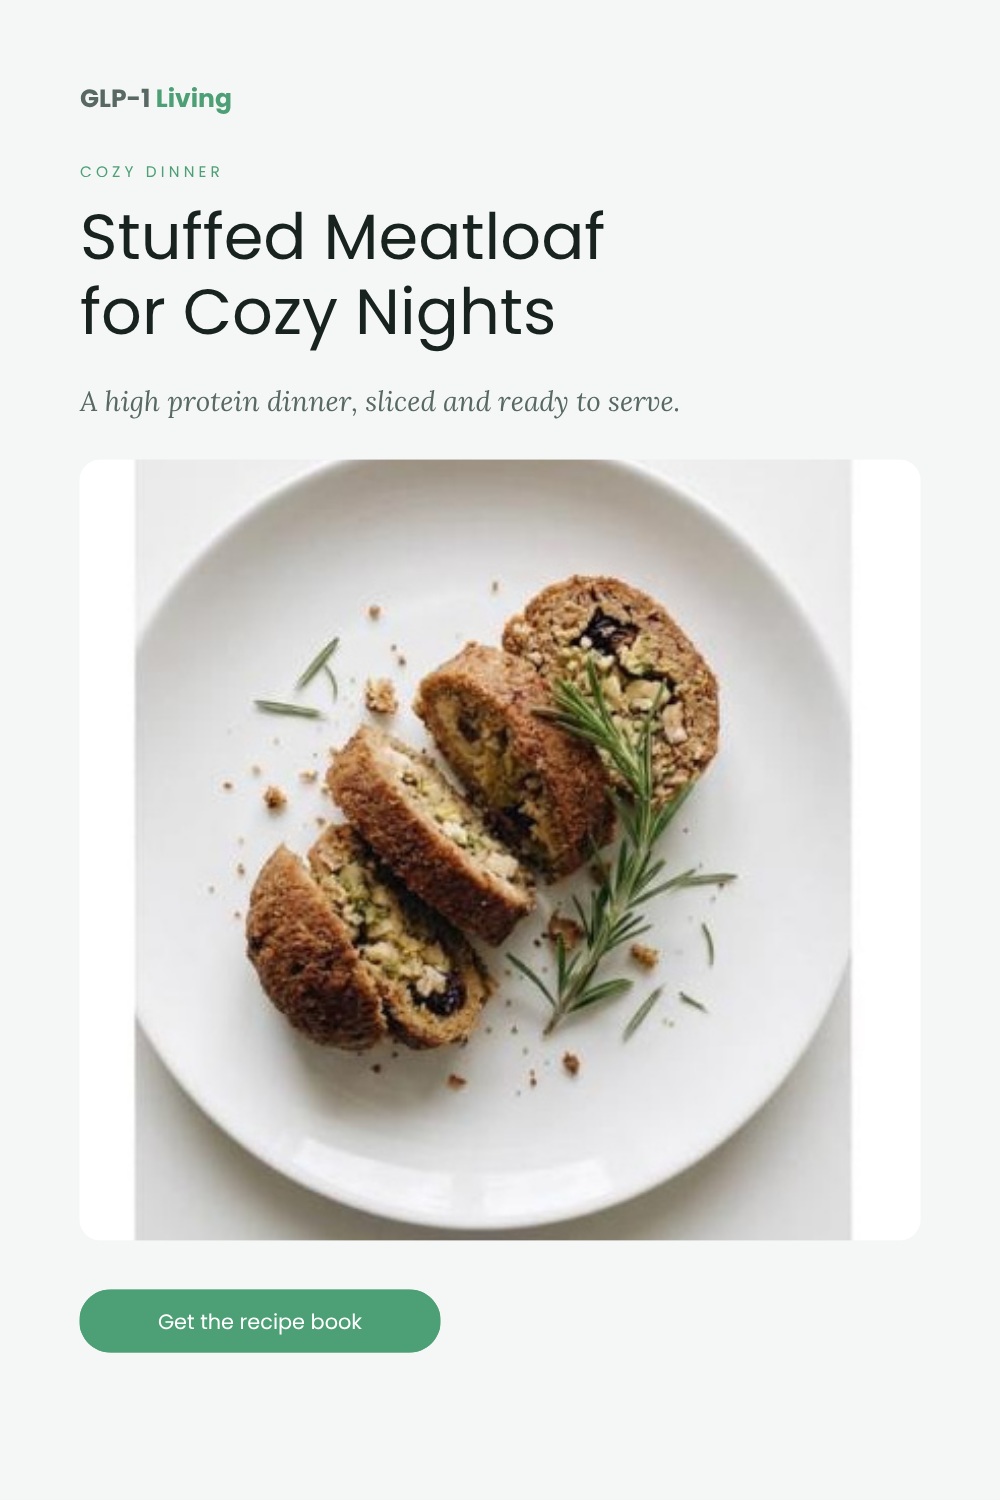 GLP-1 Living
COZY DINNER
Stuffed Meatloaf
for Cozy Nights
A high protein dinner, sliced and ready to serve.
Get the recipe book